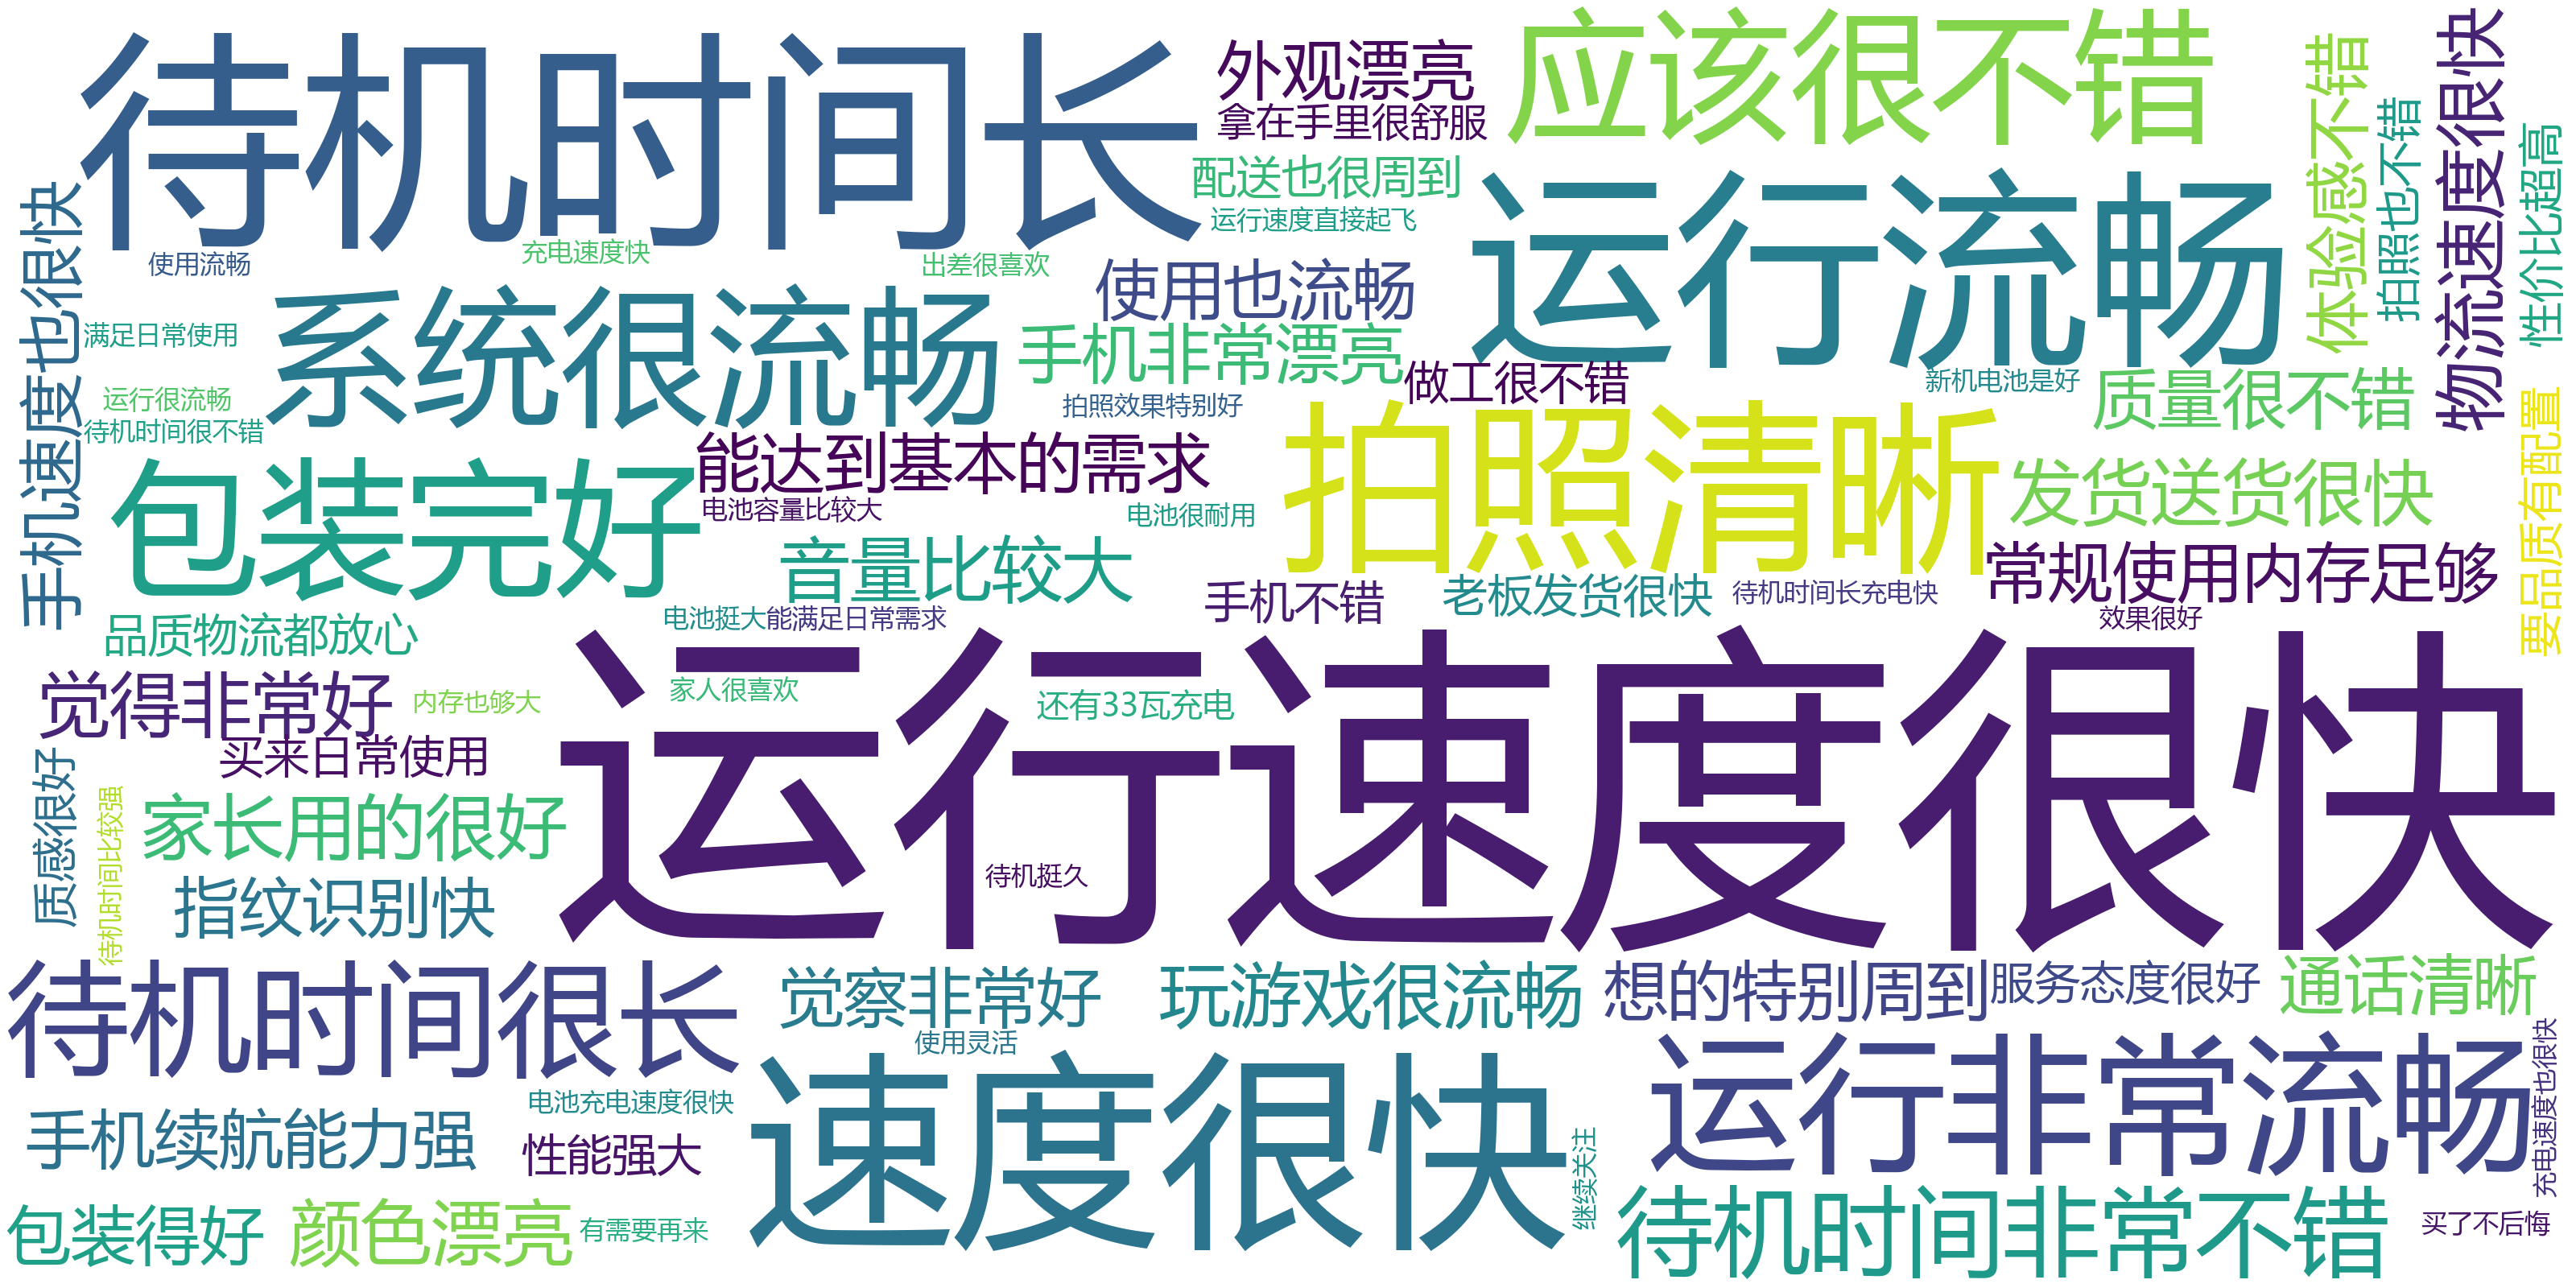 待机时间长
外观漂亮
应该很不错
体验感不错
拍照也不错
物流速度很快
性价比超高
拿在手里很舒服
配送也很周到
运行速度直接起飞
运行流畅
手机速度也很快
使用流畅
充电速度快
出差很喜欢
使用也流畅
系统很流畅
满足日常使用
手机非常漂亮
做工很不错
新机电池是好
质量很不错
运行很流畅
待机时间很不错
拍照效果特别好
拍照清晰
要品质有配置
能达到基本的需求
包装完好
电池容量比较大
电池很耐用
发货送货很快
音量比较大
常规使用内存足够
手机不错
老板发货很快
待机时间长充电快
品质物流都放心
电池挺大
能满足日常需求
效果很好
运行速度很快
觉得非常好
内存也够大
家人很喜欢
还有33瓦充电
买来日常使用
质感很好
待机时间比较强
家长用的很好
待机挺久
指纹识别快
待机时间很长
觉察非常好
玩游戏很流畅
想的特别周到
服务态度很好
通话清晰
使用灵活
速度很快
运行非常流畅
充电速度也很快
电池充电速度很快
手机续航能力强
性能强大
继续关注
待机时间非常不错
包装得好
颜色漂亮
有需要再来
买了不后悔